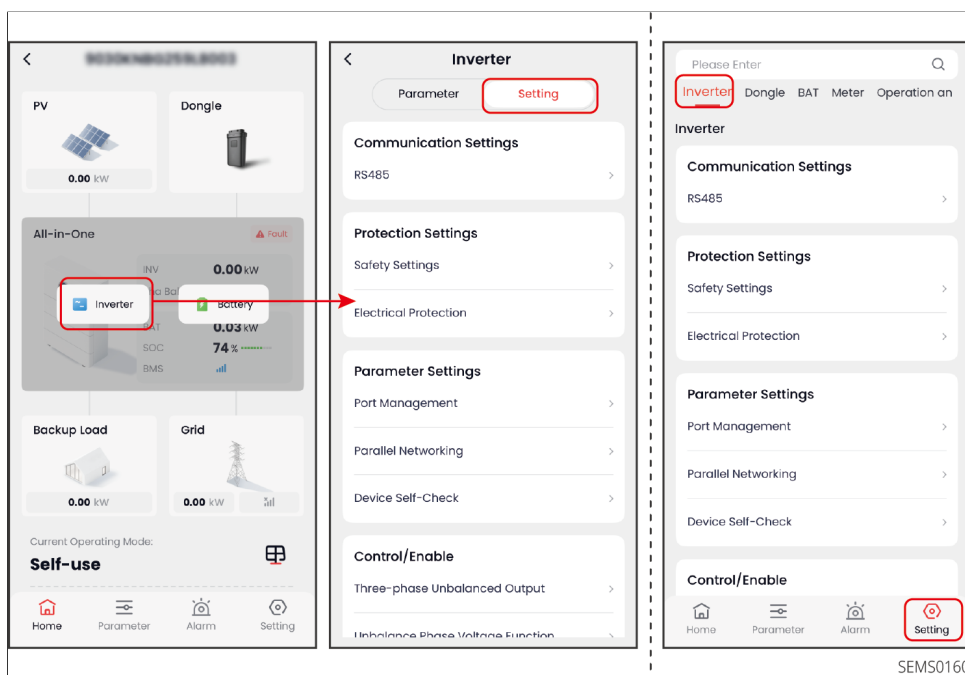 PV
Dongle
0.00 kW
All-in-One
Fault
INV 0.00 kW
Inverter
Battery
0.03 kW
SOC 74 %
BMS
Backup Load
Grid
0.00 kW
0.00 kW
Current Operating Mode:
Self-use
Home Parameter Alarm Setting
Inverter
Parameter Setting
Communication Settings
RS485
Protection Settings
Safety Settings
Electrical Protection
Parameter Settings
Port Management
Parallel Networking
Device Self-Check
Control/Enable
Three-phase Unbalanced Output
Unbalance Phase Voltage Function
Please Enter
Inverter Dongle BAT Meter Operation an
Inverter
Communication Settings
RS485
Protection Settings
Safety Settings
Electrical Protection
Parameter Settings
Port Management
Parallel Networking
Device Self-Check
Control/Enable
Home Parameter Alarm Setting
SEMS0160